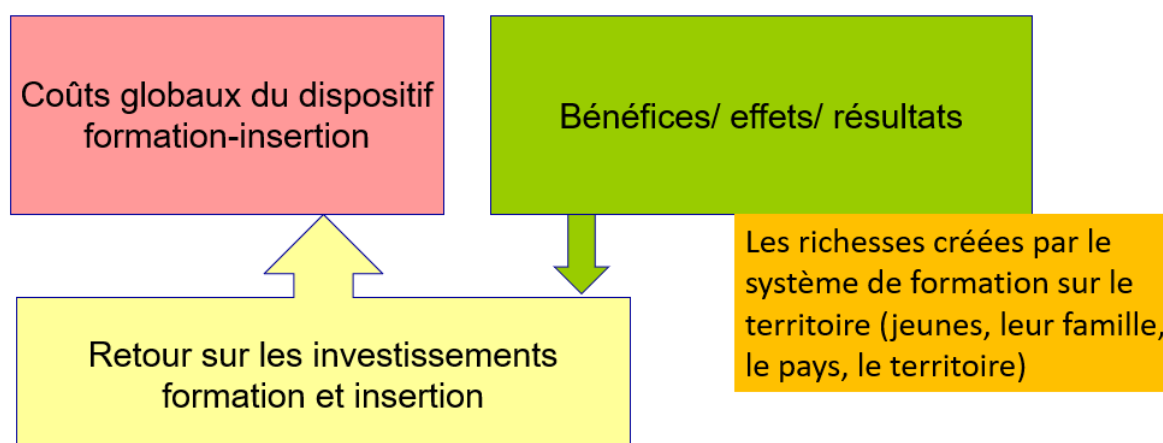 Coûts globaux du dispositif
formation-insertion
Bénéfices/ effets/ résultats
Les richesses créées par le
système de formation sur le
territoire (jeunes, leur famille,
le pays, le territoire)
Retour sur les investissements
formation et insertion